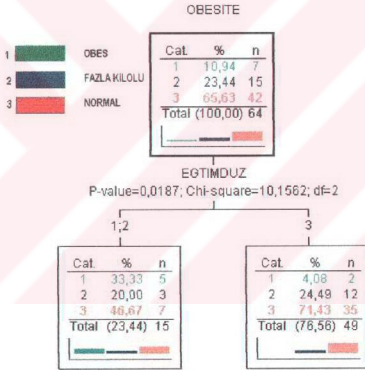 OBESITE
1 OBES
2 FAZLA KILOLU
3 NORMAL
Cat. % n
1 10,94 7
2 23,44 15
3 65,63 42
Total (100,00) 64
EGTIMDUZ
P-value=0,0187; Chi-square=10,1562; df=2
1;2
3
Cat. % n
1 33,33 5
2 20,00 3
3 46,67 7
Total (23,44) 15
Cat. % n
1 4,08 2
2 24,49 12
3 71,43 35
Total (76,56) 49